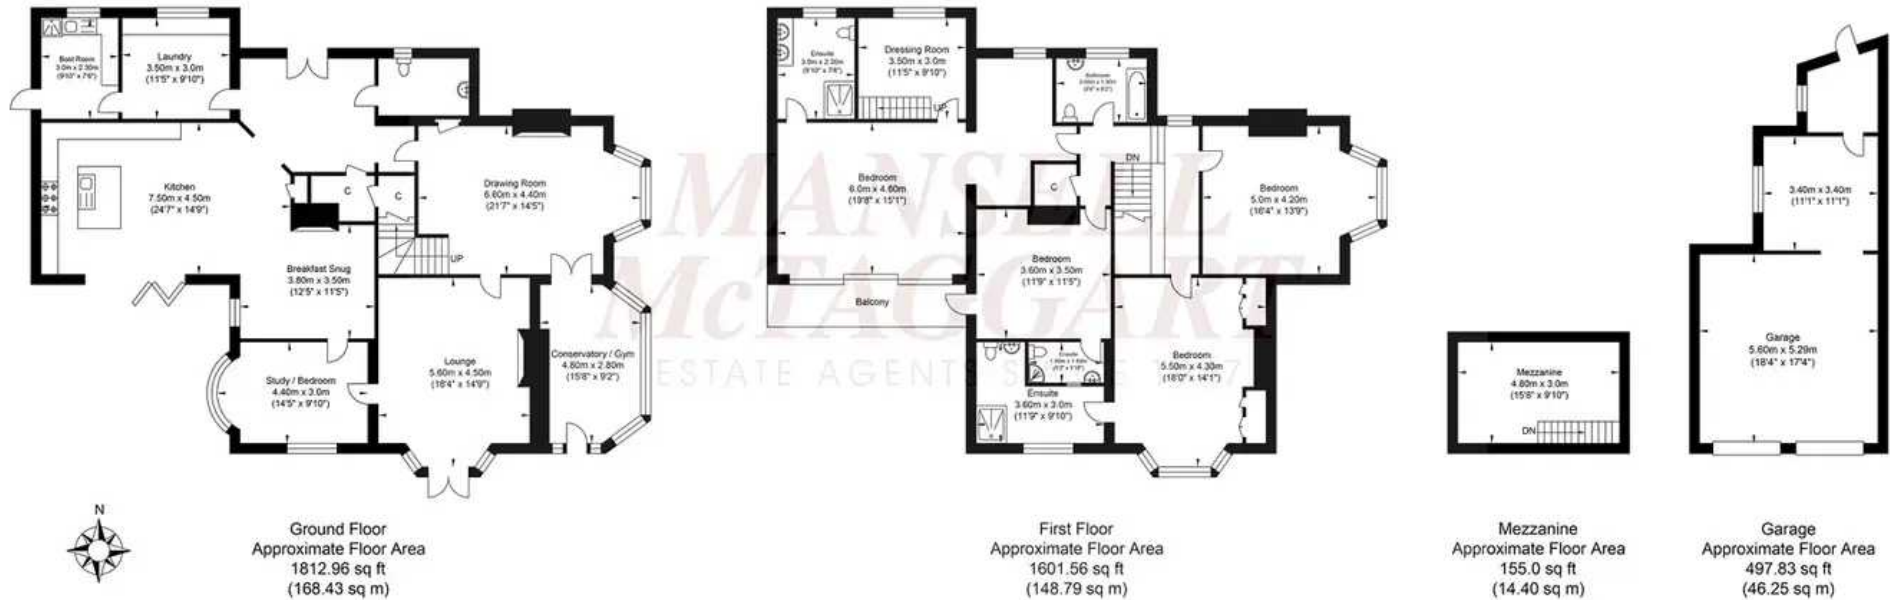 Boot Room
3.0m x 2.30m
(9'10" x 7'6")
Laundry
3.50m x 3.0m
(11'5" x 9'10")
Kitchen
7.50m x 4.50m
(24'7" x 14'9")
C
C
UP
Drawing Room
6.60m x 4.40m
(21'7" x 14'5")
Breakfast Snug
3.80m x 3.50m
(12'5" x 11'5")
Study / Bedroom
4.40m x 3.0m
(14'5" x 9'10")
Lounge
5.60m x 4.50m
(18'4" x 14'9")
Conservatory / Gym
4.80m x 2.80m
(15'8" x 9'2")
N
Ground Floor
Approximate Floor Area
1812.96 sq ft
(168.43 sq m)
Ensuite
3.0m x 2.30m
(9'10" x 7'6")
Dressing Room
3.50m x 3.0m
(11'5" x 9'10")
UP
Bathroom
Bedroom
6.0m x 4.60m
(19'8" x 15'1")
C
DN
Bedroom
5.0m x 4.20m
(16'4" x 13'9")
Bedroom
3.60m x 3.50m
(11'9" x 11'5")
Balcony
Ensuite
Ensuite
3.60m x 3.0m
(11'9" x 9'10")
Bedroom
5.50m x 4.30m
(18'0" x 14'1")
First Floor
Approximate Floor Area
1601.56 sq ft
(148.79 sq m)
Mezzanine
4.80m x 3.0m
(15'8" x 9'10")
DN
Mezzanine
Approximate Floor Area
155.0 sq ft
(14.40 sq m)
3.40m x 3.40m
(11'1" x 11'1")
Garage
5.60m x 5.29m
(18'4" x 17'4")
Garage
Approximate Floor Area
497.83 sq ft
(46.25 sq m)
MANSELL
McTAGGART
ESTATE AGENTS